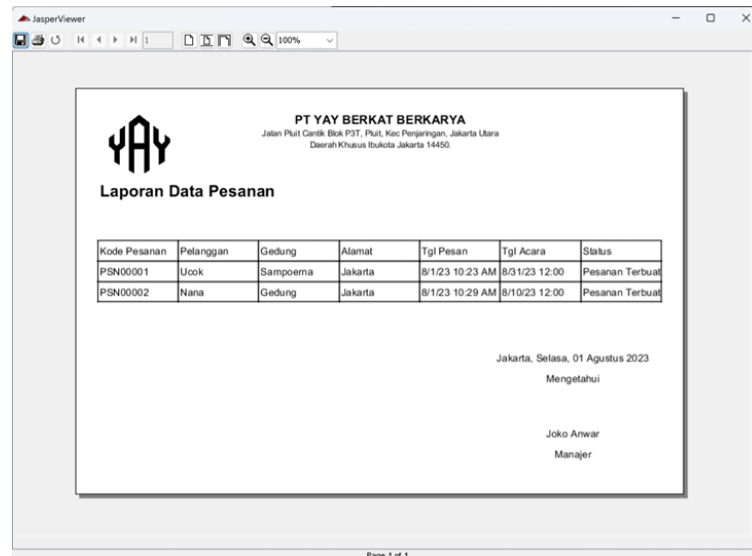 JasperViewer
1
100%
YAY
PT YAY BERKAT BERKARYA
Jalan Pluit Cantik Blok P3T, Pluit, Kec Penjaringan, Jakarta Utara
Daerah Khusus Ibukota Jakarta 14450.
Laporan Data Pesanan
Kode Pesanan Pelanggan Gedung Alamat Tgl Pesan Tgl Acara Status
PSN00001 Ucok Sampoerna Jakarta 8/1/23 10:23 AM 8/31/23 12:00 Pesanan Terbuat
PSN00002 Nana Gedung Jakarta 8/1/23 10:29 AM 8/10/23 12:00 Pesanan Terbuat
Jakarta, Selasa, 01 Agustus 2023
Mengetahui
Joko Anwar
Manajer
Page 1 of 1